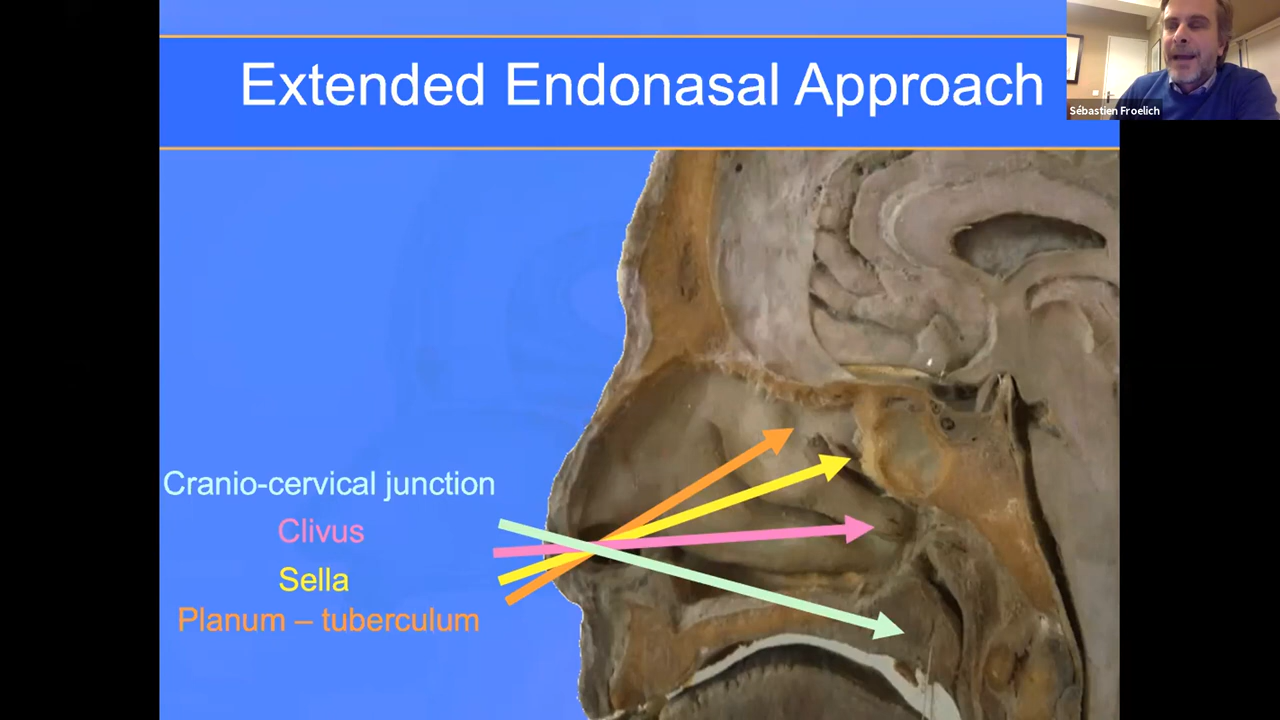 Extended Endonasal Approach
Sébastien Froelich
Cranio-cervical junction
Clivus
Sella
Planum – tuberculum